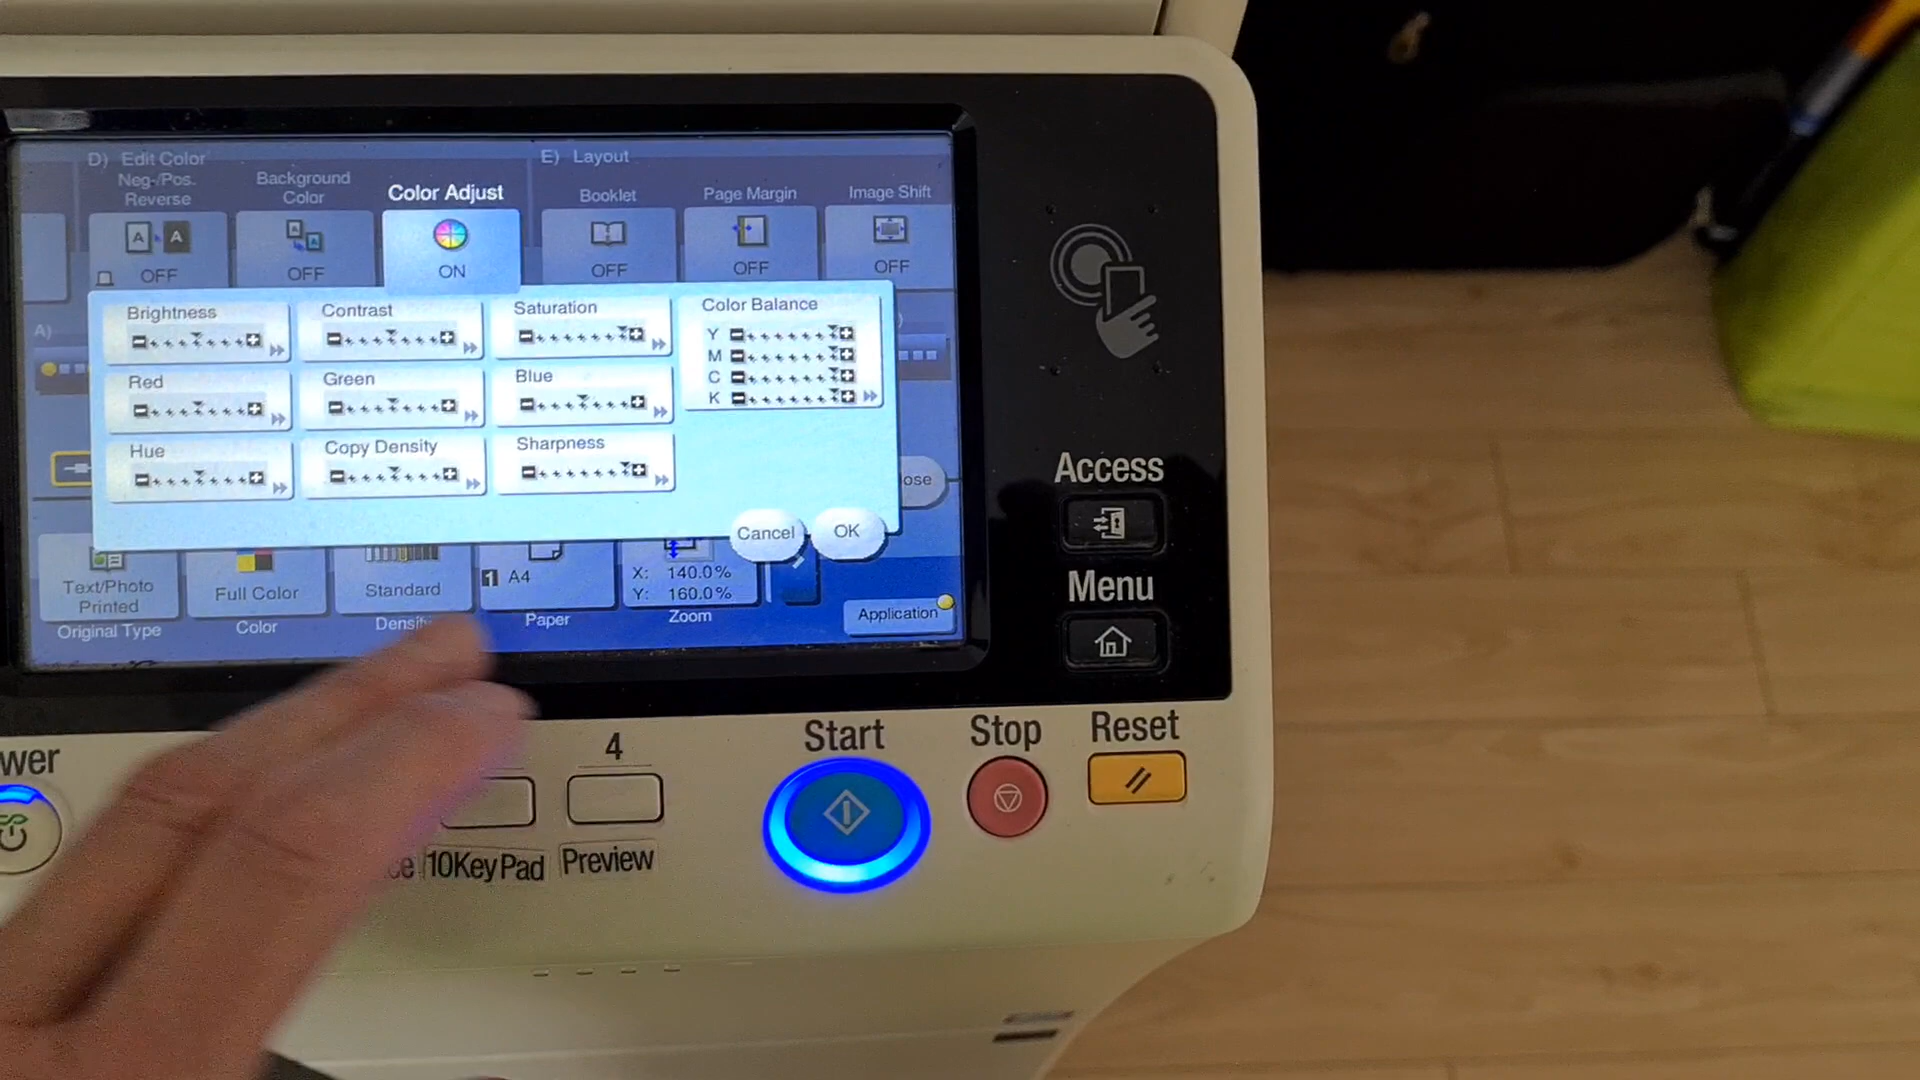 D) Edit Color
E) Layout
Neg-/Pos. Reverse
Background Color
Color Adjust
Booklet
Page Margin
Image Shift
A A
OFF
OFF
ON
OFF
OFF
OFF
Brightness
Contrast
Saturation
Color Balance
Y
M
C
K
Red
Green
Blue
Hue
Copy Density
Sharpness
A)
Cancel
OK
Text/Photo
Printed
Full Color
Standard
1 A4
X: 140.0%
Y: 160.0%
Application
Original Type
Color
Density
Paper
Zoom
Access
Menu
Start
Stop
Reset
4
10KeyPad
Preview